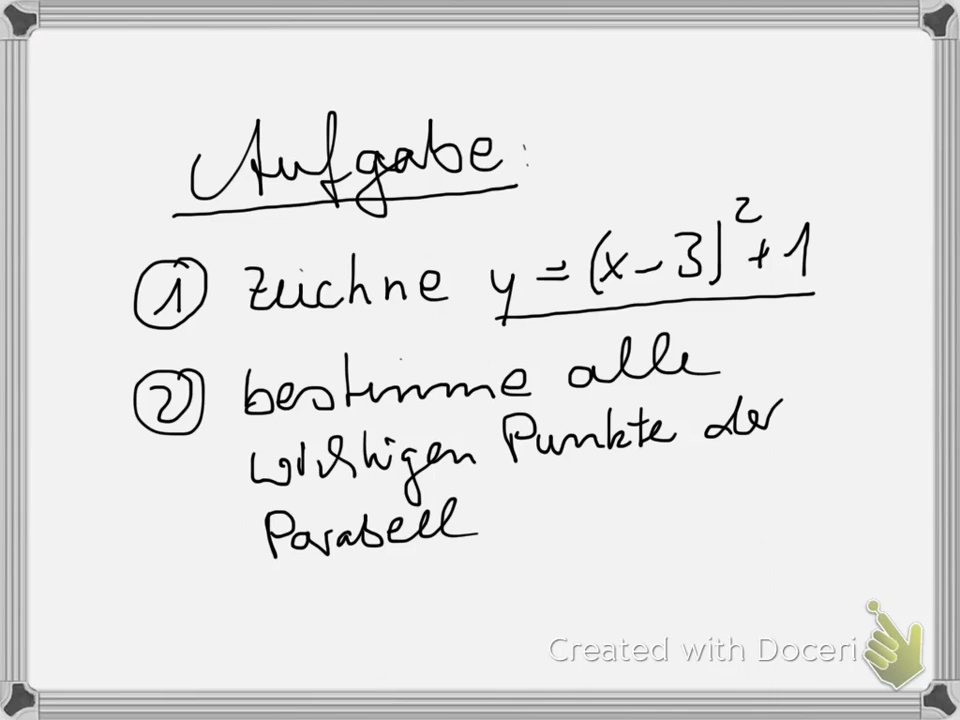 Aufgabe:
① zeichne y = (x - 3)² + 1
② bestimme alle
wichtigen Punkte der
Parabell
Created with Doceri